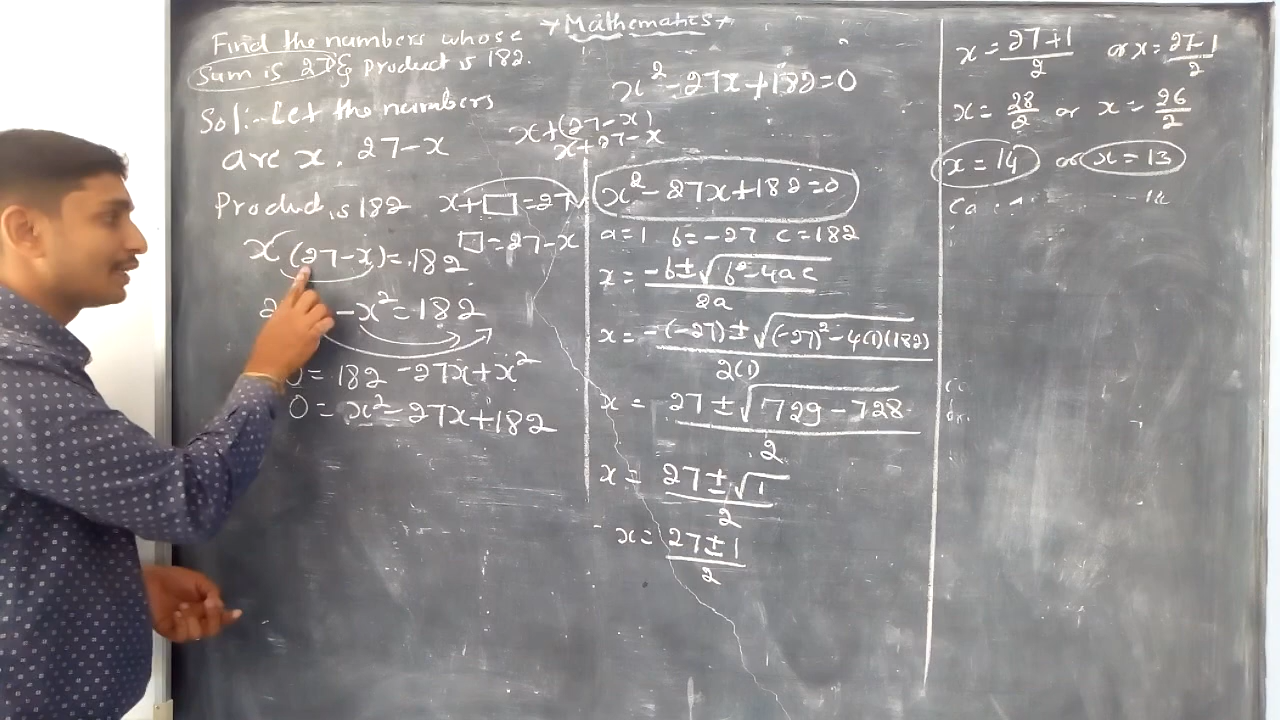 Mathematics
Find the numbers whose
Sum is 27 & product is 182.
Sol:- Let the numbers
are x, 27-x
Product is 182
x(27-x)=182
-x²=182
0=182-27x+x²
0=x²-27x+182
x+□=27
□=27-x
x²-27x+182=0
x+(27-x)
x+27-x
x²-27x+182=0
a=1 b=-27 c=182
x=-b±√b²-4ac/2a
x=-(-27)±√(-27)²-4(1)(182)/2(1)
x=27±√729-728/2
x=27±√1/2
x=27±1/2
x=27+1/2 or x=27-1/2
x=28/2 or x=26/2
x=14 or x=13